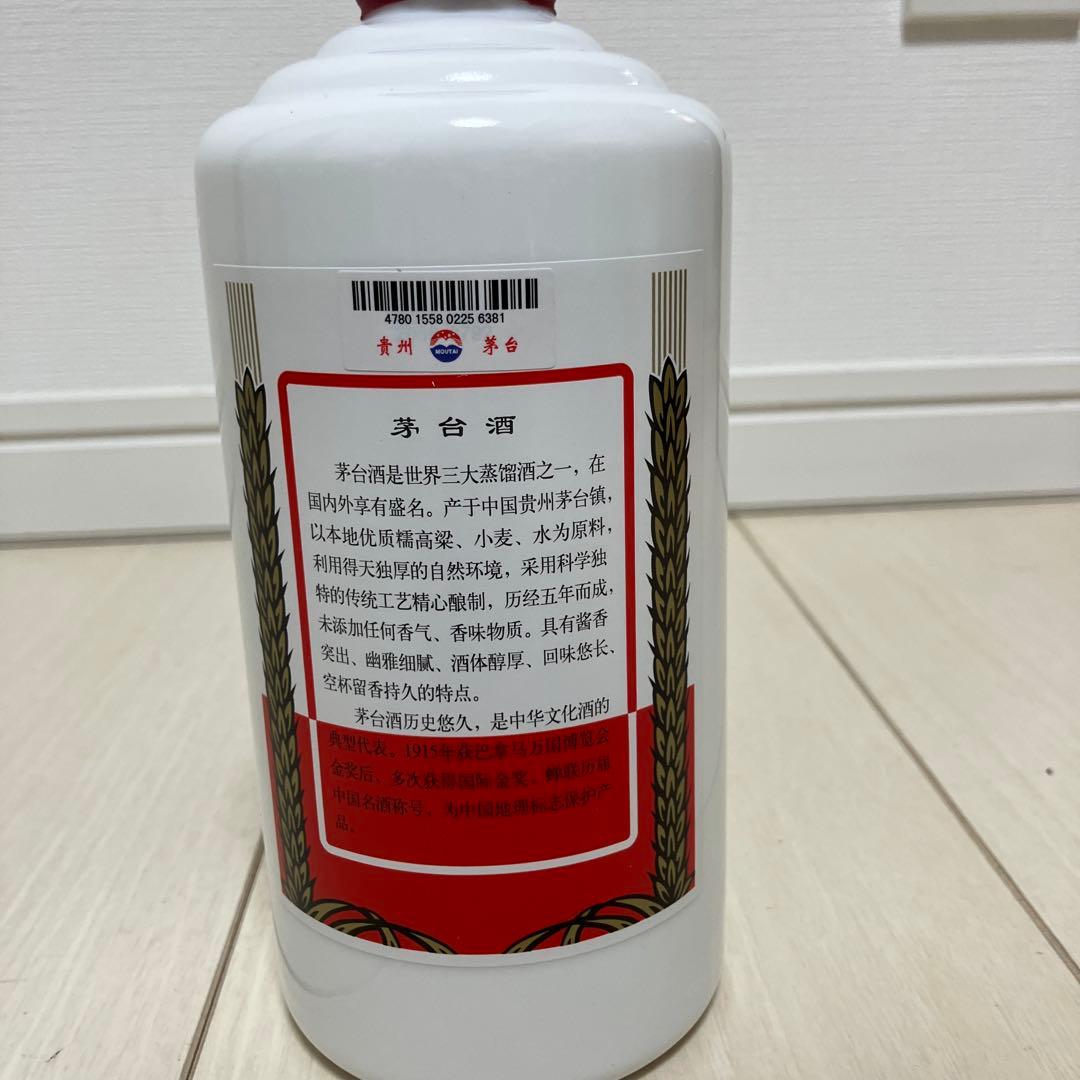 4780 1558 0225 6381
贵州 MOUTAI 茅台
茅台酒
茅台酒是世界三大蒸馏酒之一，在
国内外享有盛名。产于中国贵州茅台镇，
以本地优质糯高粱、小麦、水为原料，
利用得天独厚的自然环境，采用科学独
特的传统工艺精心酿制，历经五年而成，
未添加任何香气、香味物质。具有酱香
突出、幽雅细腻、酒体醇厚、回味悠长、
空杯留香持久的特点。
茅台酒历史悠久，是中华文化酒的
典型代表。1915年获巴拿马万国博览会
金奖后，多次获得国际金奖，蝉联历届
中国名酒称号，为中国地理标志保护产
品。